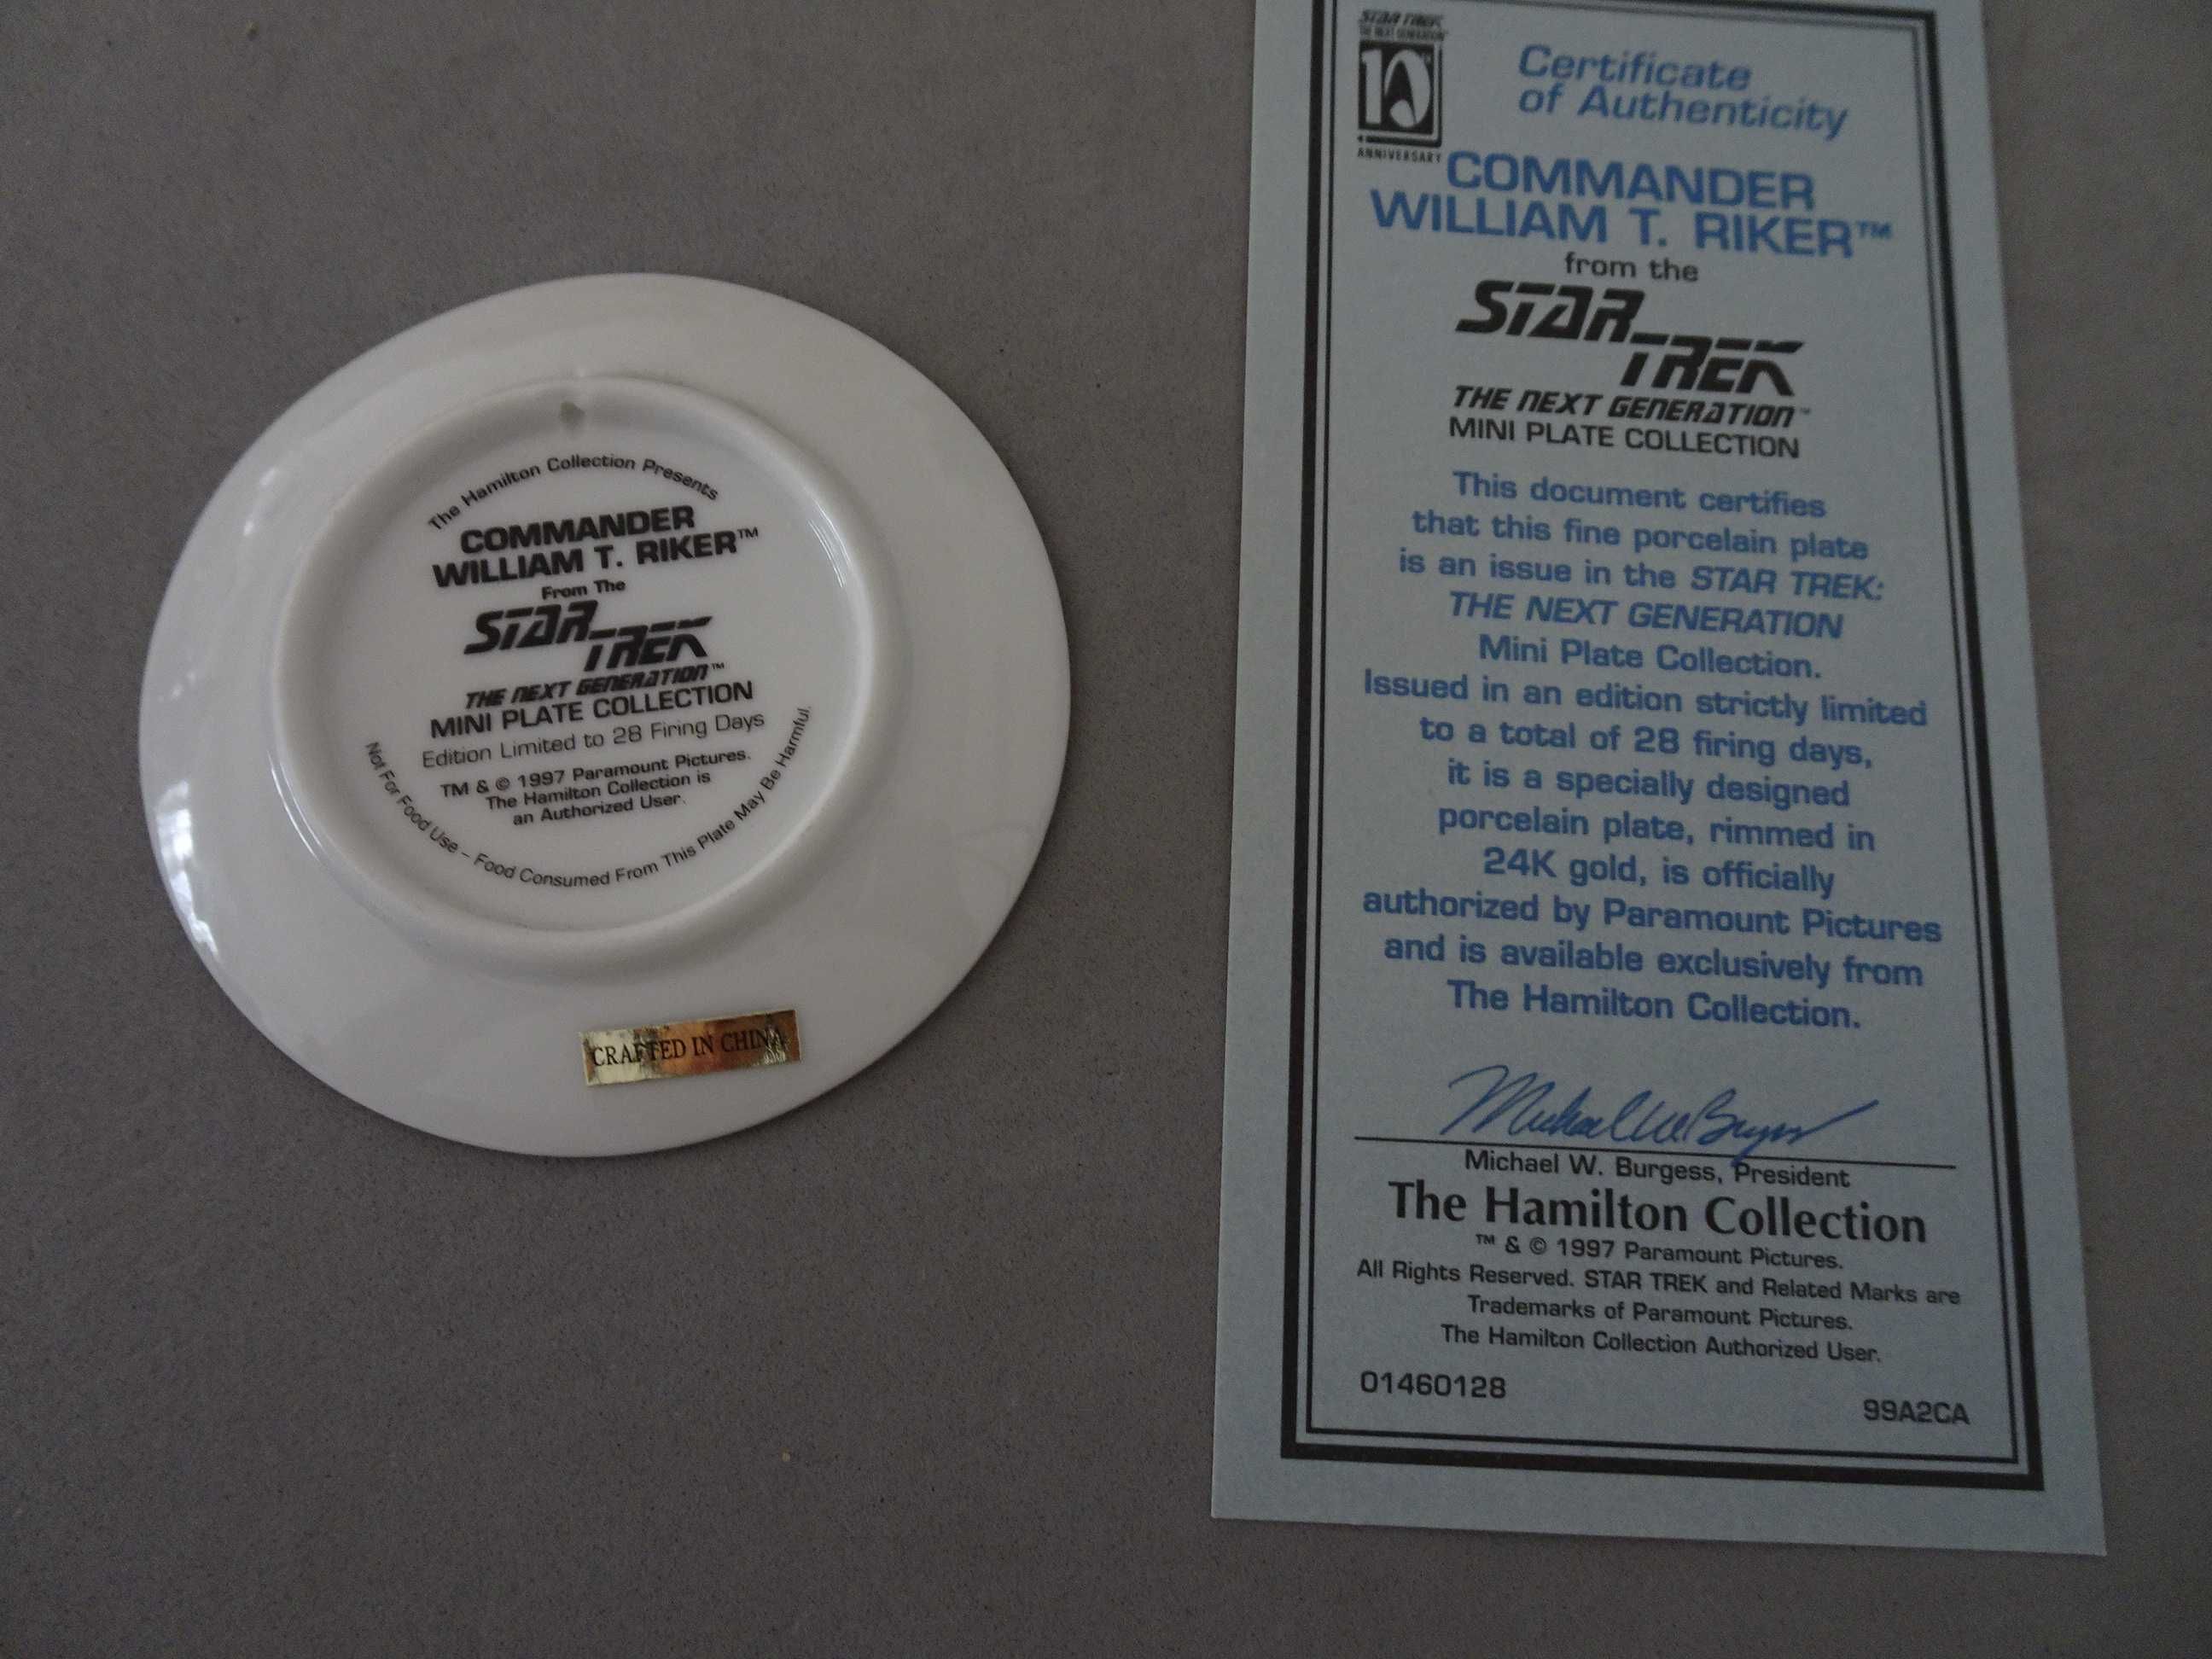 The Hamilton Collection Presents
COMMANDER
WILLIAM T. RIKER™
From The
STAR
TREK
THE NEXT GENERATION™
MINI PLATE COLLECTION
Edition Limited to 28 Firing Days
TM & © 1997 Paramount Pictures.
The Hamilton Collection is
an Authorized User.
Not For Food Use – Food Consumed From This Plate May Be Harmful.
CRAFTED IN CHINA
STAR TREK
THE NEXT GENERATION
10
ANNIVERSARY
Certificate
of Authenticity
COMMANDER
WILLIAM T. RIKER™
from the
STAR
TREK
THE NEXT GENERATION™
MINI PLATE COLLECTION
This document certifies
that this fine porcelain plate
is an issue in the STAR TREK:
THE NEXT GENERATION
Mini Plate Collection.
Issued in an edition strictly limited
to a total of 28 firing days,
it is a specially designed
porcelain plate, rimmed in
24K gold, is officially
authorized by Paramount Pictures
and is available exclusively from
The Hamilton Collection.
Michael W. Burgess
Michael W. Burgess, President
The Hamilton Collection
™ & © 1997 Paramount Pictures.
All Rights Reserved. STAR TREK and Related Marks are
Trademarks of Paramount Pictures.
The Hamilton Collection Authorized User.
01460128
99A2CA